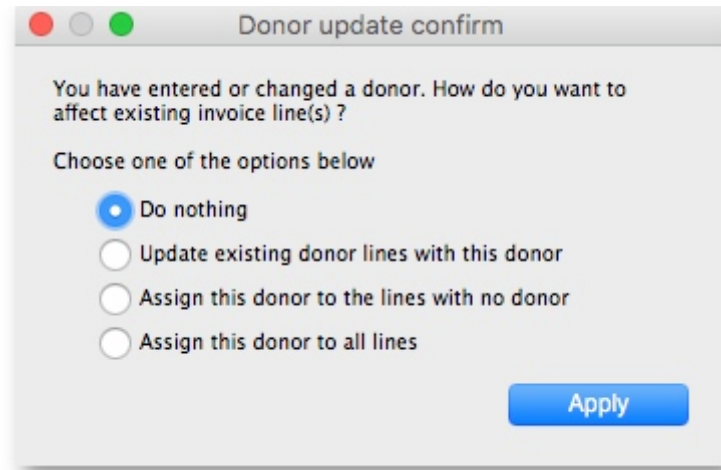 Donor update confirm
You have entered or changed a donor. How do you want to
affect existing invoice line(s) ?
Choose one of the options below
Do nothing
Update existing donor lines with this donor
Assign this donor to the lines with no donor
Assign this donor to all lines
Apply